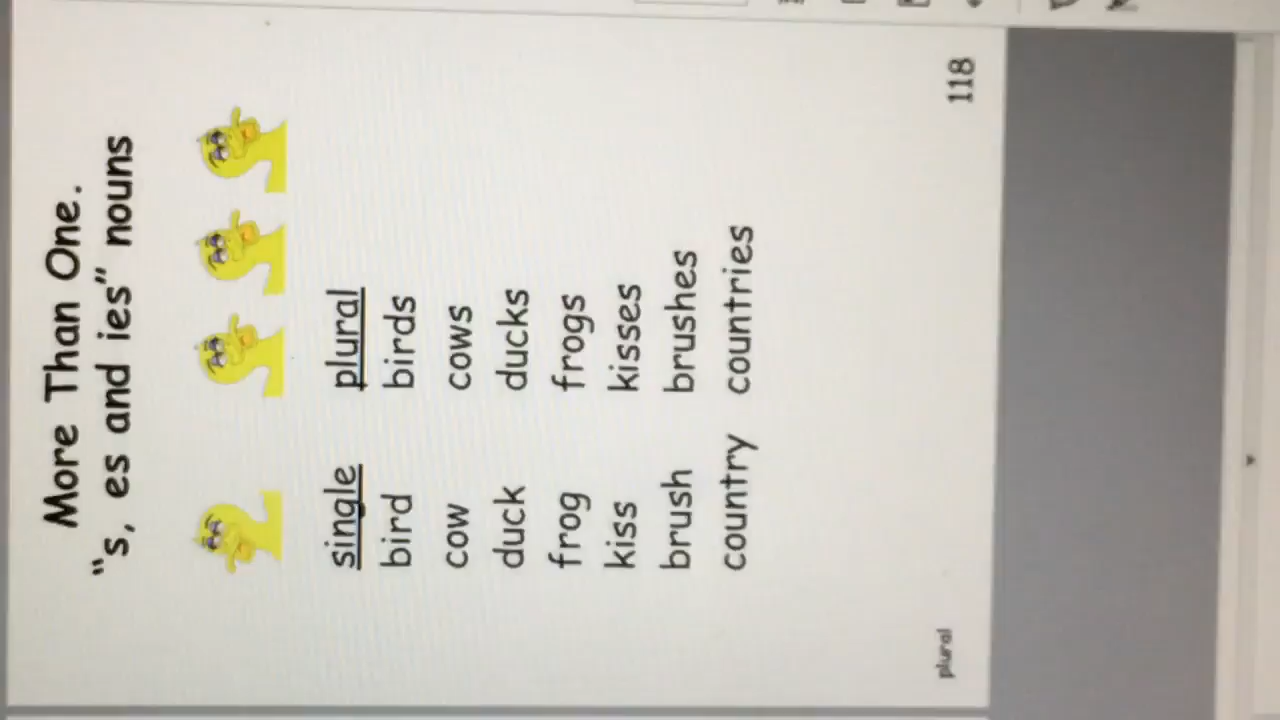 More Than One.
"s, es and ies" nouns
single plural
bird birds
cow cows
duck ducks
frog frogs
kiss kisses
brush brushes
country countries
plural 118